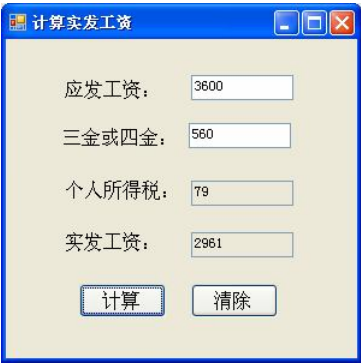 计算实发工资
应发工资： 3600
三金或四金： 560
个人所得税： 79
实发工资： 2961
计算 清除